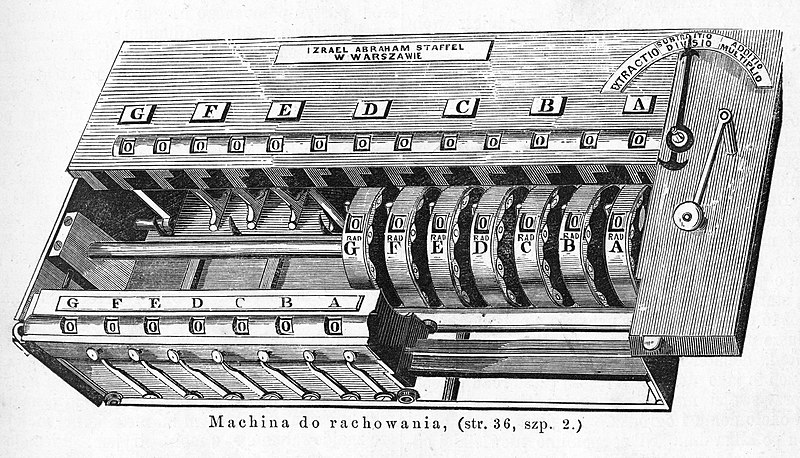 IZRAEL ABRAHAM STAFFEL
W WARSZAWIE
SUBTRACTIO ADDITIO
EXTRACTIO DIVISIO MULTIPLIO
G F E D C B A
0 0 0 0 0 0 0 0 0 0 0 0 0
0 0 0 0 0 0 0
RAD RAD RAD RAD RAD RAD RAD
G F E D C B A
G F E D C B A
0 0 0 0 0 0 0
Machina do rachowania, (str. 36, szp. 2.)